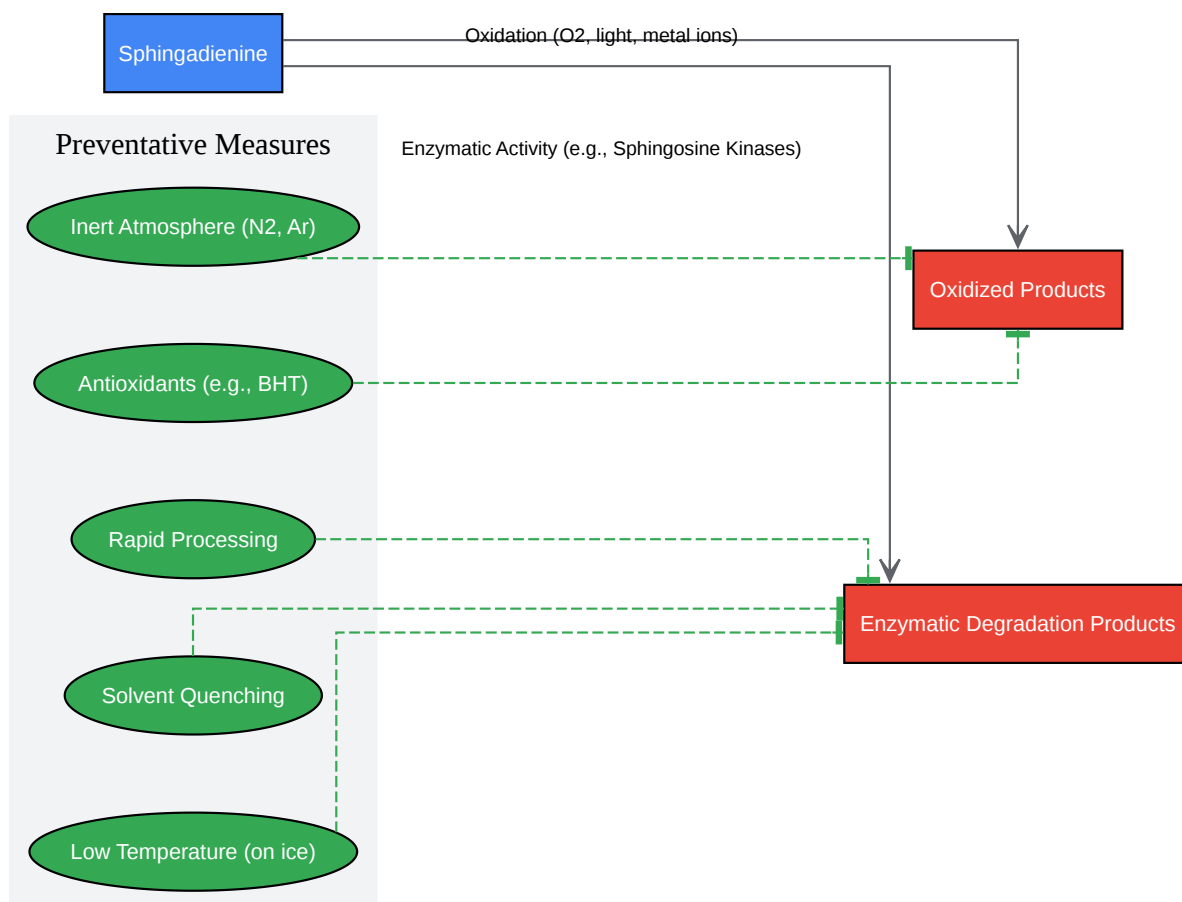 Sphingadienine
Oxidation (O2, light, metal ions)
Preventative Measures
Enzymatic Activity (e.g., Sphingosine Kinases)
Inert Atmosphere (N2, Ar)
Oxidized Products
Antioxidants (e.g., BHT)
Rapid Processing
Enzymatic Degradation Products
Solvent Quenching
Low Temperature (on ice)